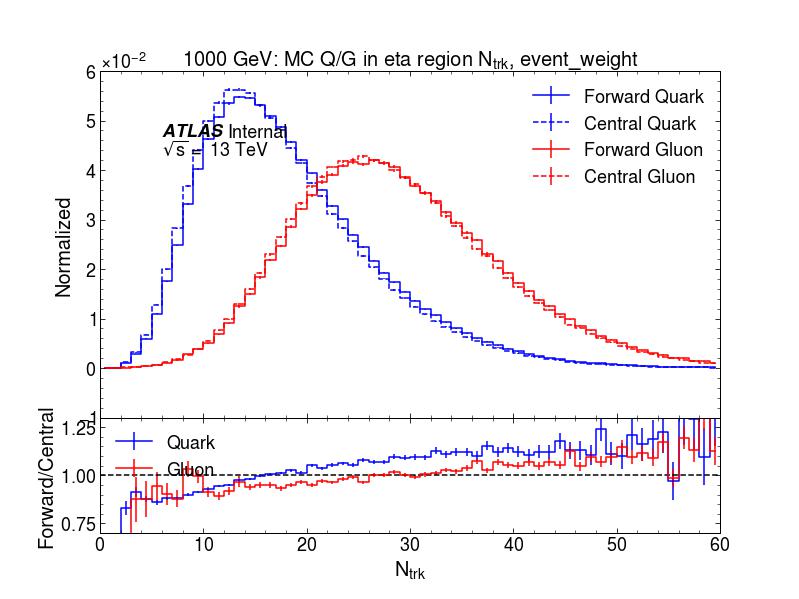 ×10⁻²
1000 GeV: MC Q/G in eta region N_trk, event_weight
6
5
4
3
2
1
0
−1
Normalized
ATLAS Internal
√s = 13 TeV
Forward Quark
Central Quark
Forward Gluon
Central Gluon
1.25
1.00
0.75
Forward/Central
Quark
Gluon
0 10 20 30 40 50 60
N_trk